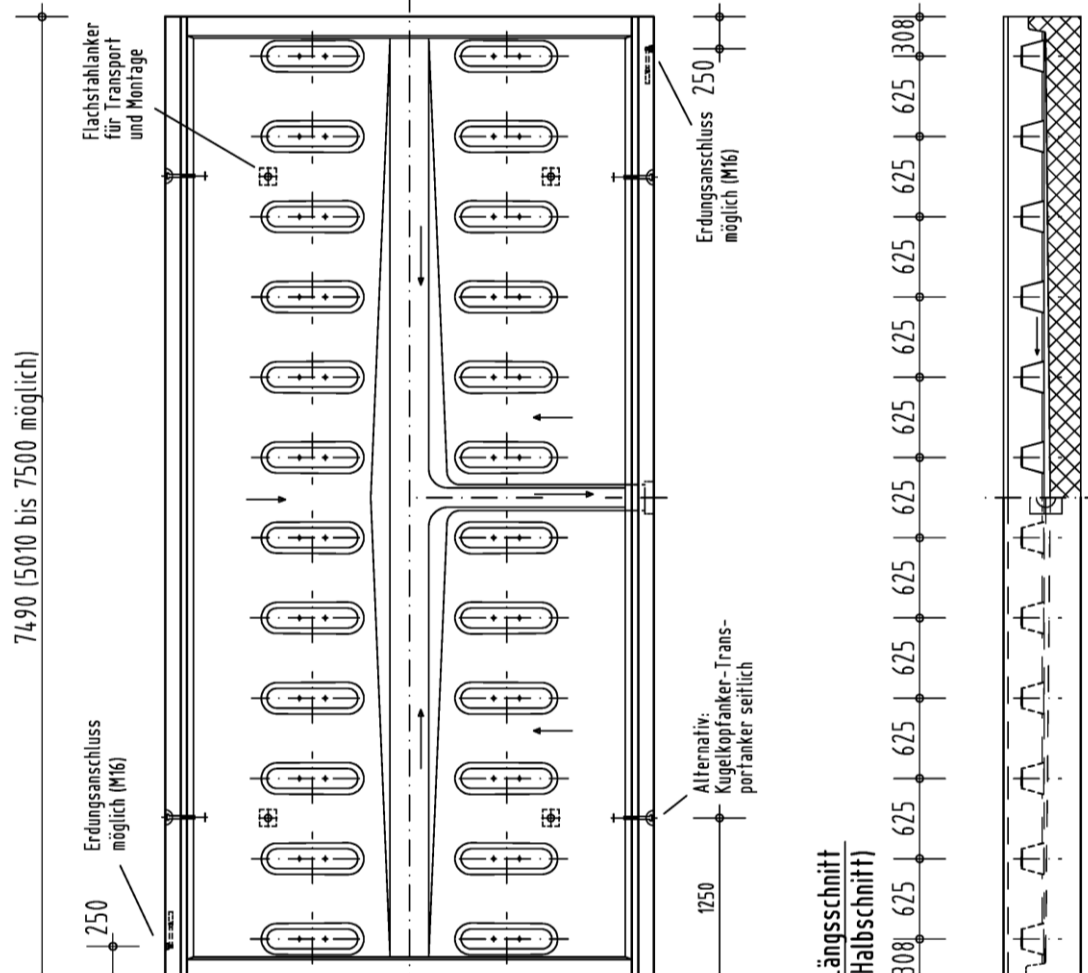 7490 (5010 bis 7500 möglich)
Flachstahlanker
für Transport
und Montage
Erdungsanschluss
möglich (M16)
250
250
Erdungsanschluss
möglich (M16)
Alternativ:
Kugelkopfanker-Trans-
portanker seitlich
1250
ängsschnitt
Halbschnitt)
308
625
625
625
625
625
625
625
625
625
625
625
308